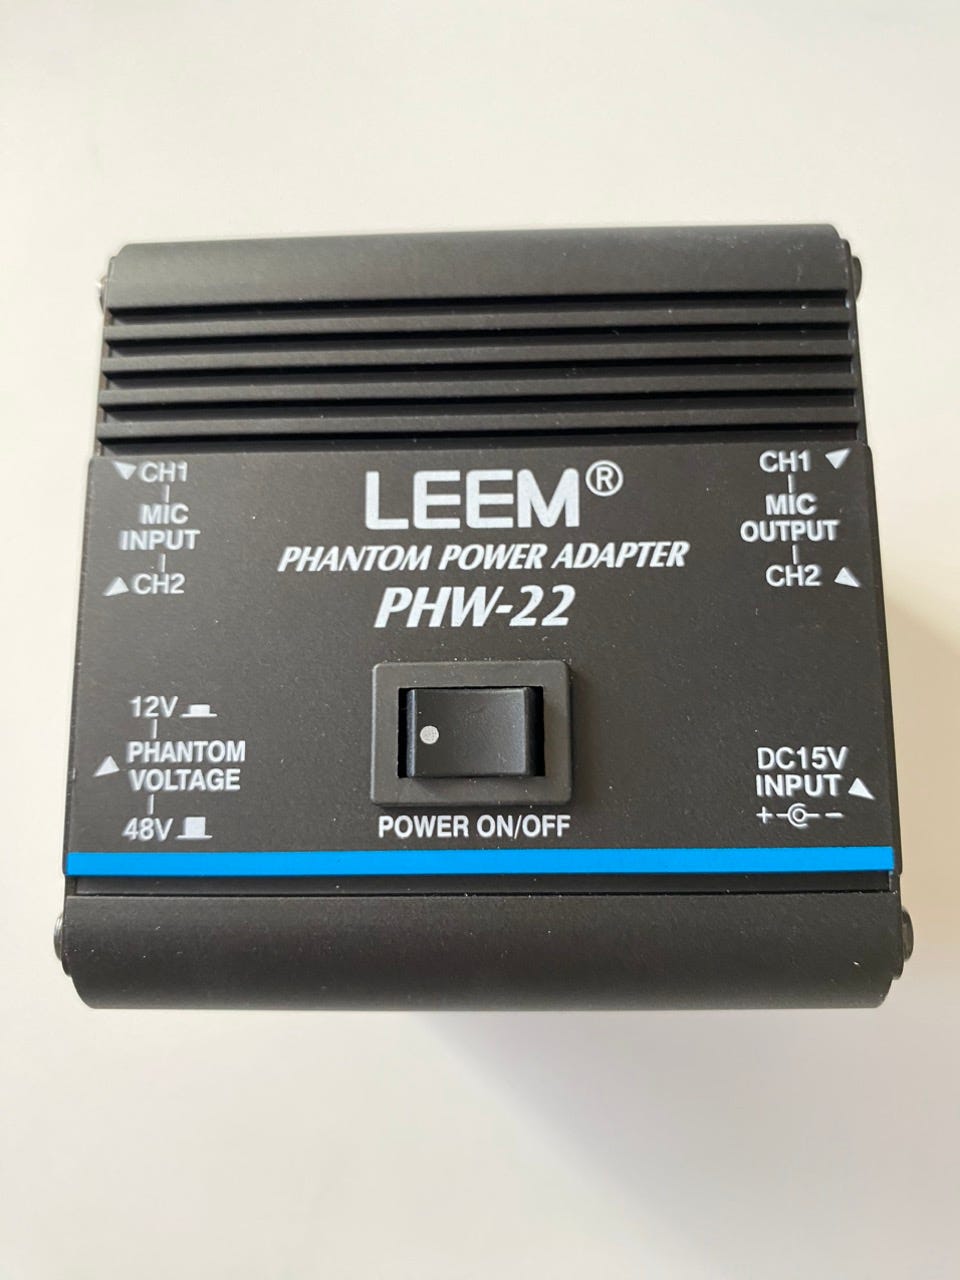 CH1
MIC
INPUT
CH2
LEEM®
PHANTOM POWER ADAPTER
PHW-22
CH1
MIC
OUTPUT
CH2
12V
PHANTOM
VOLTAGE
48V
POWER ON/OFF
DC15V
INPUT
+ -